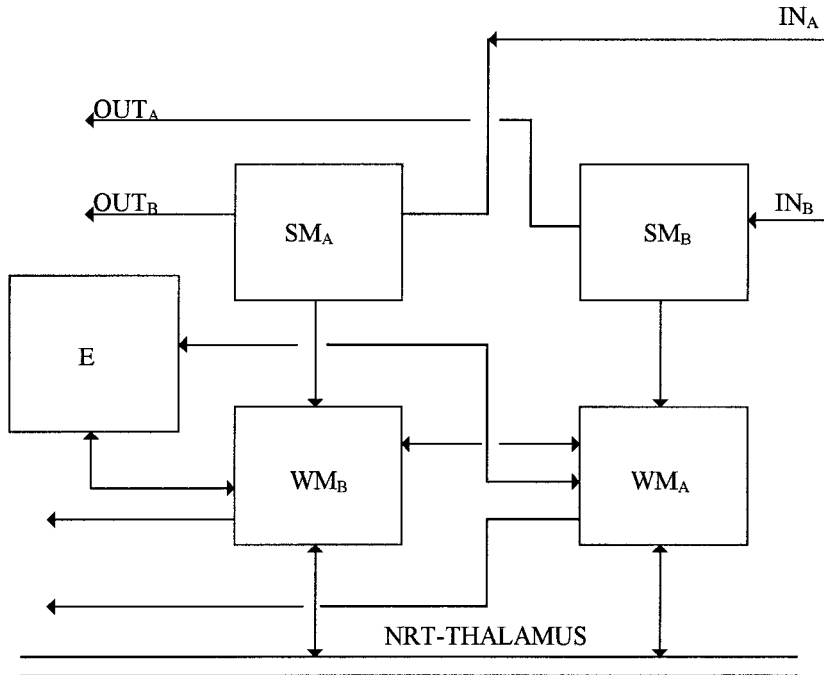 IN_A
OUT_A
OUT_B
SM_A
SM_B
IN_B
E
WM_B
WM_A
NRT-THALAMUS